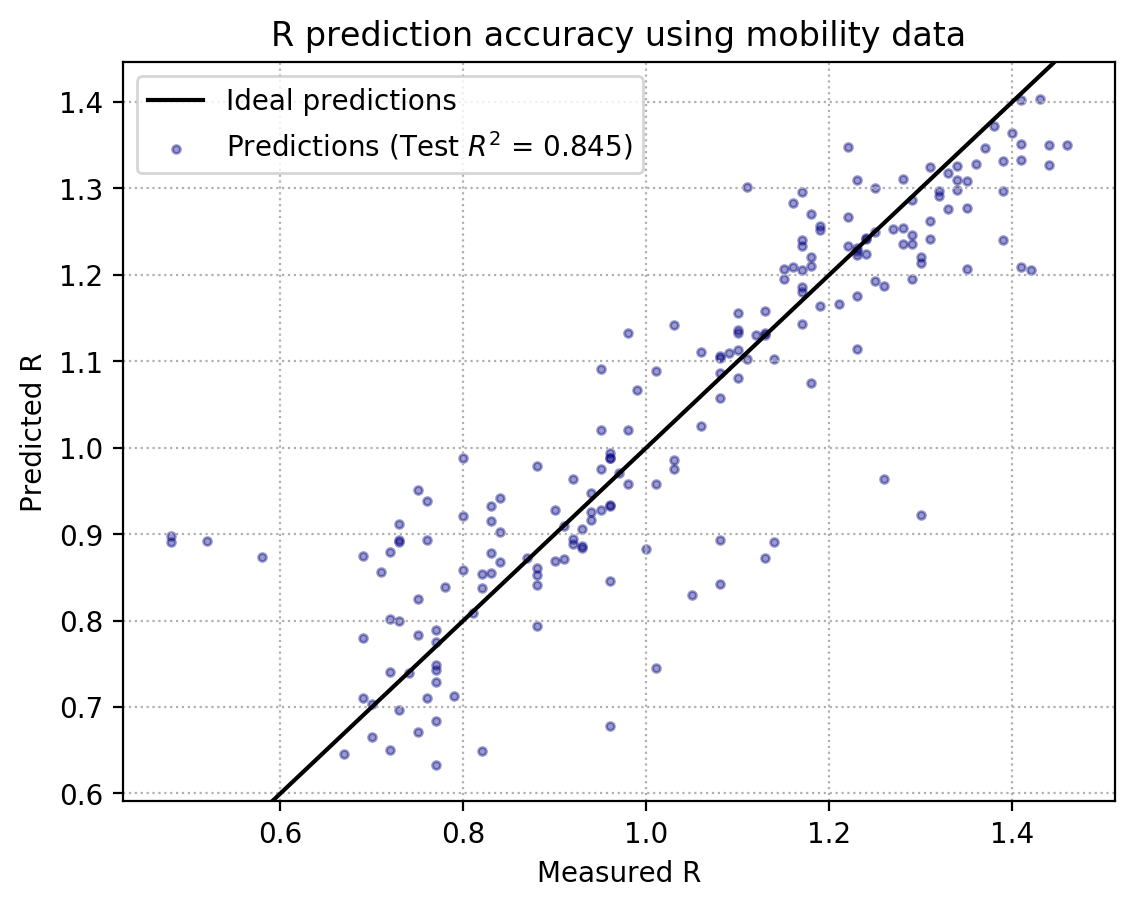 R prediction accuracy using mobility data
Ideal predictions
Predictions (Test R² = 0.845)
1.4
1.3
1.2
1.1
1.0
0.9
0.8
0.7
0.6
Predicted R
0.6 0.8 1.0 1.2 1.4
Measured R